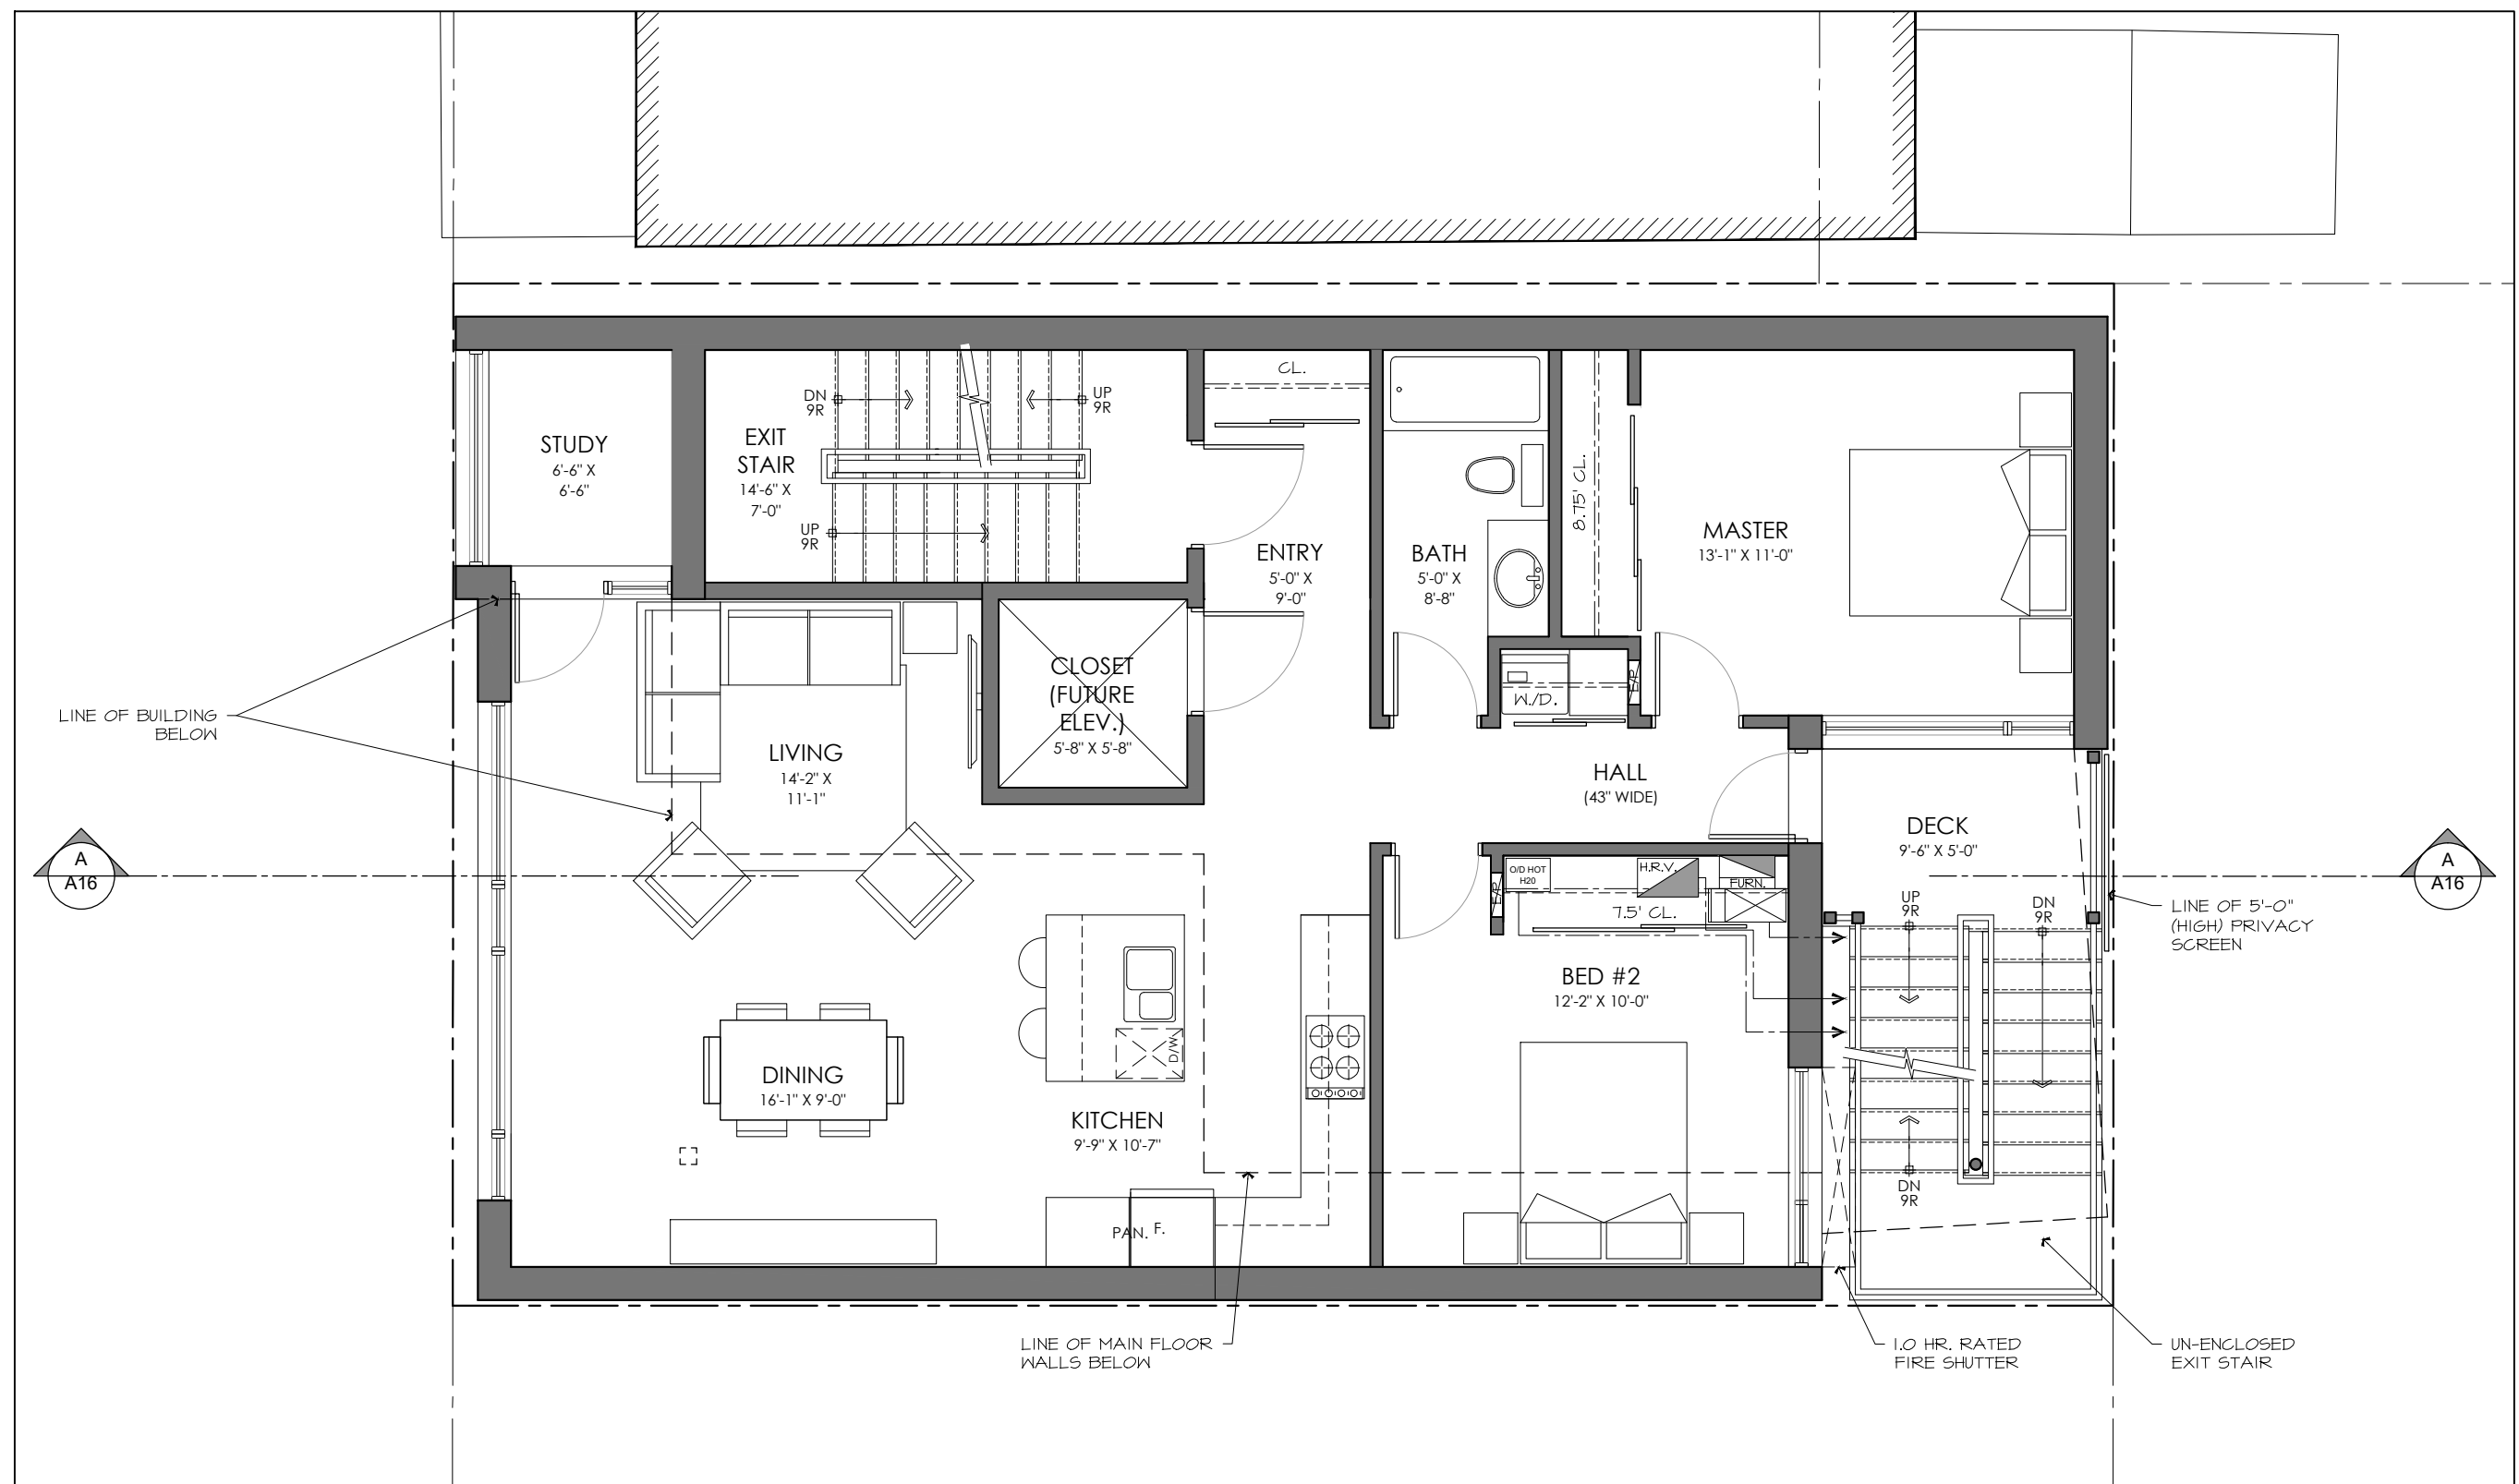 CL.
DN
9R
UP
9R
STUDY
6'-6" X
6'-6"
EXIT
STAIR
14'-6" X
7'-0"
UP
9R
ENTRY
5'-0" X
9'-0"
BATH
5'-0" X
8'-8"
8.75' CL.
MASTER
13'-1" X 11'-0"
CLOSET
(FUTURE
ELEV.)
5'-8" X 5'-8"
W./D.
E/P
LINE OF BUILDING
BELOW
LIVING
14'-2" X
11'-1"
HALL
(43" WIDE)
DECK
9'-6" X 5'-0"
A
A16
A
A16
O/D HOT
H20
H.R.V.
FURN.
E/P
7.5' CL.
UP
9R
DN
9R
LINE OF 5'-0"
(HIGH) PRIVACY
SCREEN
BED #2
12'-2" X 10'-0"
D/W
DINING
16'-1" X 9'-0"
KITCHEN
9'-9" X 10'-7"
DN
9R
PAN. F.
LINE OF MAIN FLOOR
WALLS BELOW
1.0 HR. RATED
FIRE SHUTTER
UN-ENCLOSED
EXIT STAIR